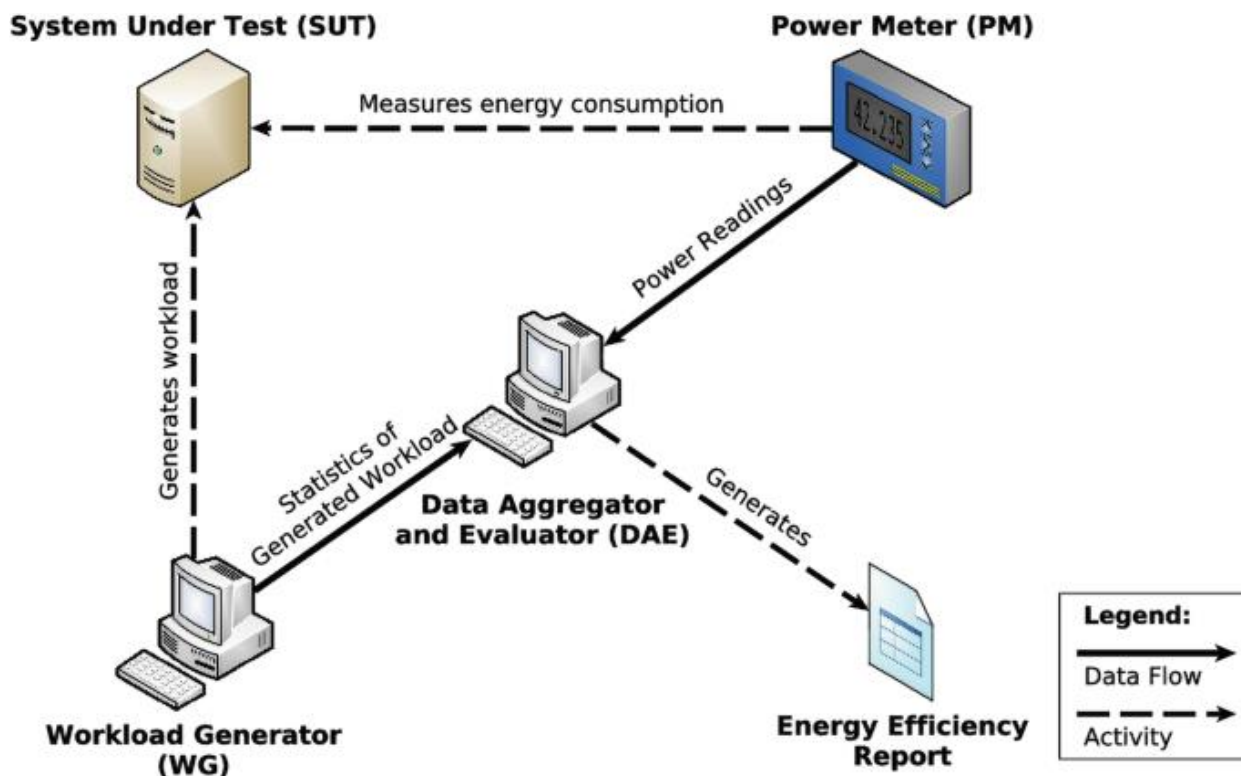 System Under Test (SUT)
Power Meter (PM)
Measures energy consumption
42.235
Power Readings
Generates workload
Statistics of
Generated Workload
Data Aggregator
and Evaluator (DAE)
Generates
Workload Generator
(WG)
Energy Efficiency
Report
Legend:
Data Flow
Activity